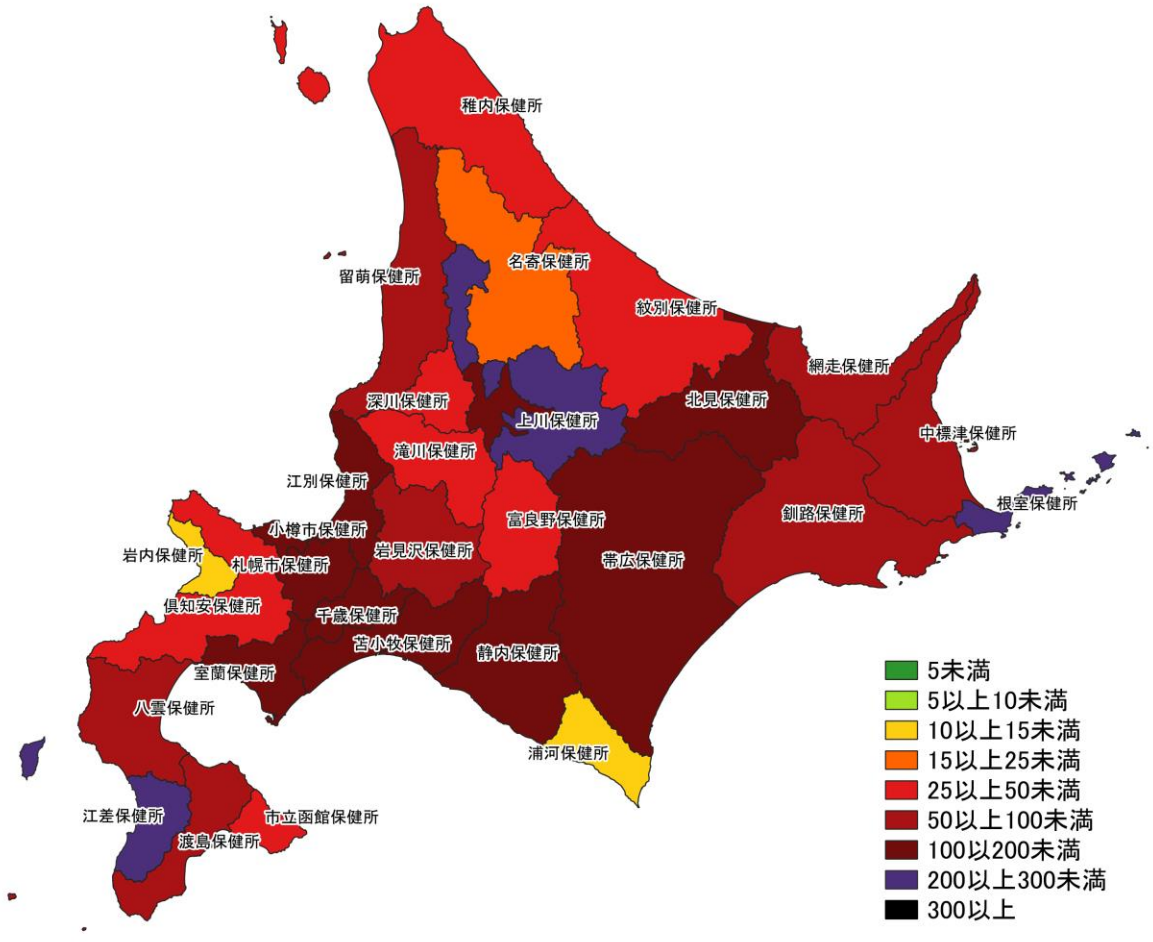 稚内保健所
名寄保健所
留萌保健所
紋別保健所
網走保健所
深川保健所
北見保健所
上川保健所
中標津保健所
滝川保健所
江別保健所
根室保健所
釧路保健所
富良野保健所
小樽市保健所
岩見沢保健所
岩内保健所
札幌市保健所
帯広保健所
倶知安保健所
千歳保健所
苫小牧保健所
静内保健所
室蘭保健所
八雲保健所
浦河保健所
江差保健所
市立函館保健所
渡島保健所
5未満
5以上10未満
10以上15未満
15以上25未満
25以上50未満
50以上100未満
100以200未満
200以上300未満
300以上